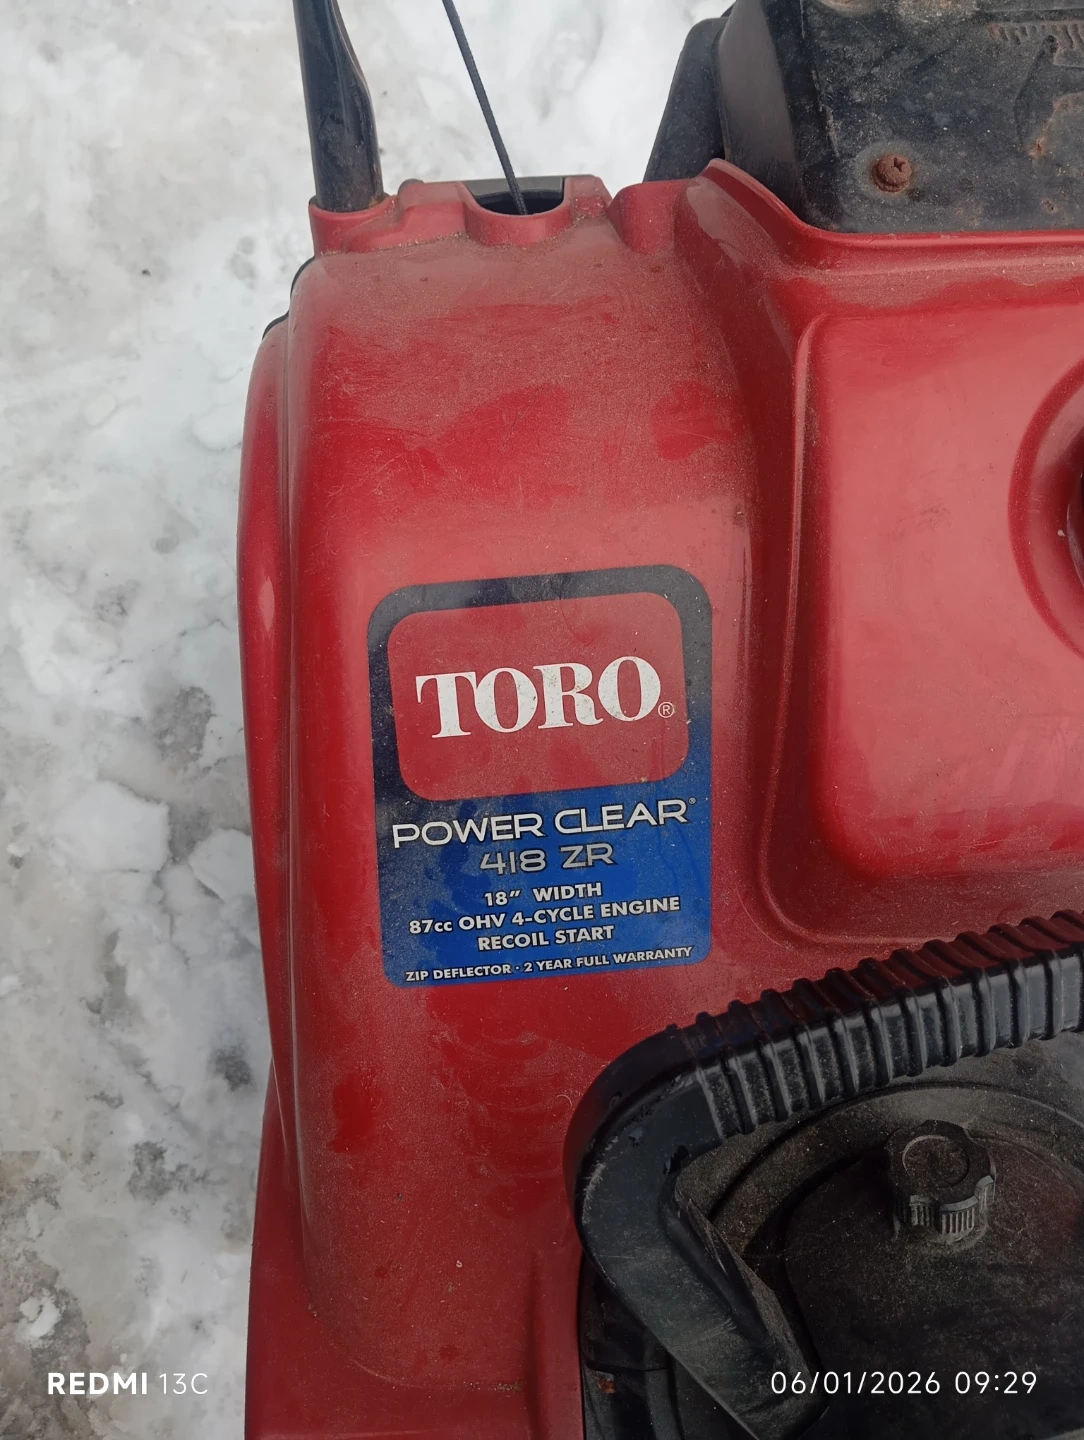 TORO®
POWER CLEAR®
418 ZR
18" WIDTH
87cc OHV 4-CYCLE ENGINE
RECOIL START
ZIP DEFLECTOR · 2 YEAR FULL WARRANTY
REDMI 13C
06/01/2026 09:29